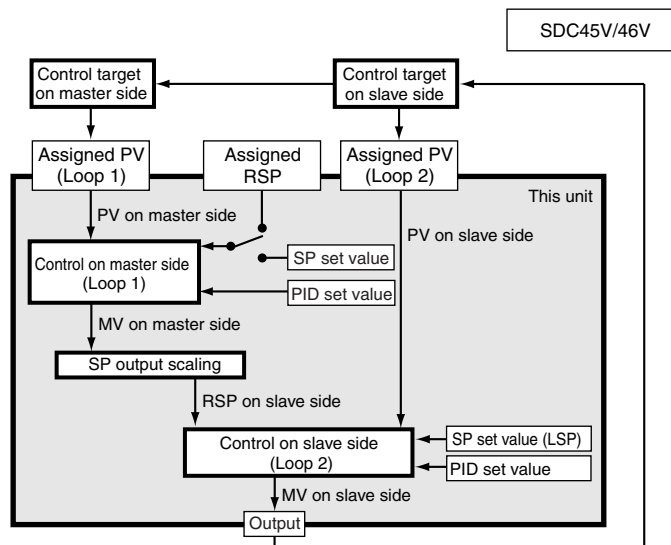 SDC45V/46V
Control target
on master side
Control target
on slave side
Assigned PV
(Loop 1)
Assigned
RSP
Assigned PV
(Loop 2)
This unit
PV on master side
PV on slave side
Control on master side
(Loop 1)
SP set value
PID set value
MV on master side
SP output scaling
RSP on slave side
Control on slave side
(Loop 2)
SP set value (LSP)
PID set value
MV on slave side
Output